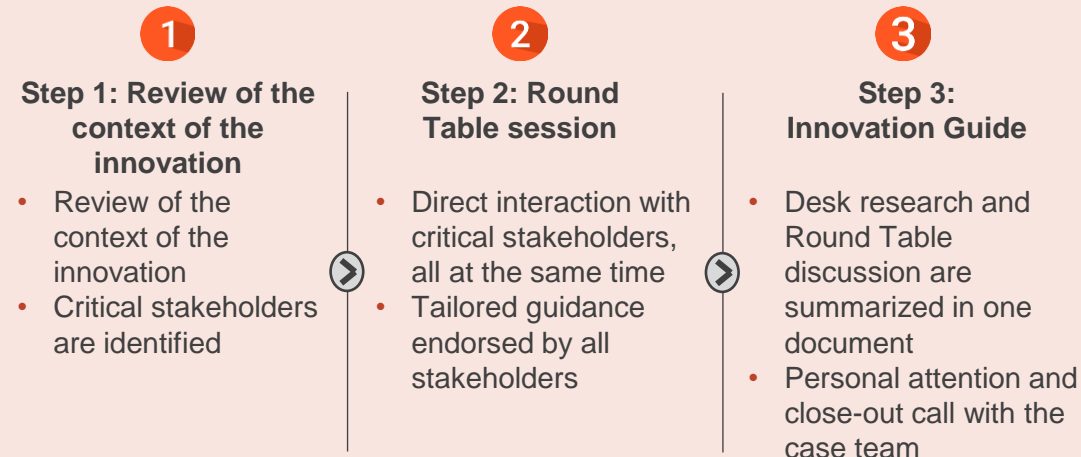 1
Step 1: Review of the
context of the
innovation
• Review of the
context of the
innovation
• Critical stakeholders
are identified
2
Step 2: Round
Table session
• Direct interaction with
critical stakeholders,
all at the same time
• Tailored guidance
endorsed by all
stakeholders
3
Step 3:
Innovation Guide
• Desk research and
Round Table
discussion are
summarized in one
document
• Personal attention and
close-out call with the
case team